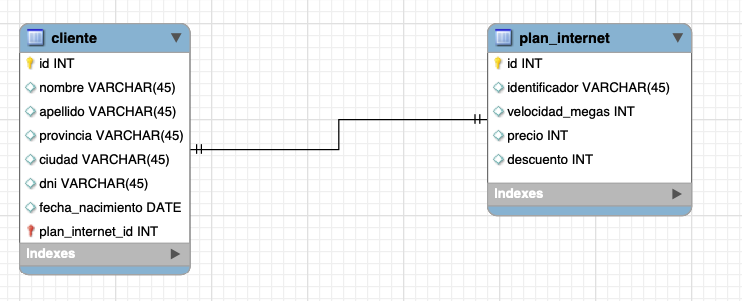 cliente
id INT
nombre VARCHAR(45)
apellido VARCHAR(45)
provincia VARCHAR(45)
ciudad VARCHAR(45)
dni VARCHAR(45)
fecha_nacimiento DATE
plan_internet_id INT
Indexes
plan_internet
id INT
identificador VARCHAR(45)
velocidad_megas INT
precio INT
descuento INT
Indexes